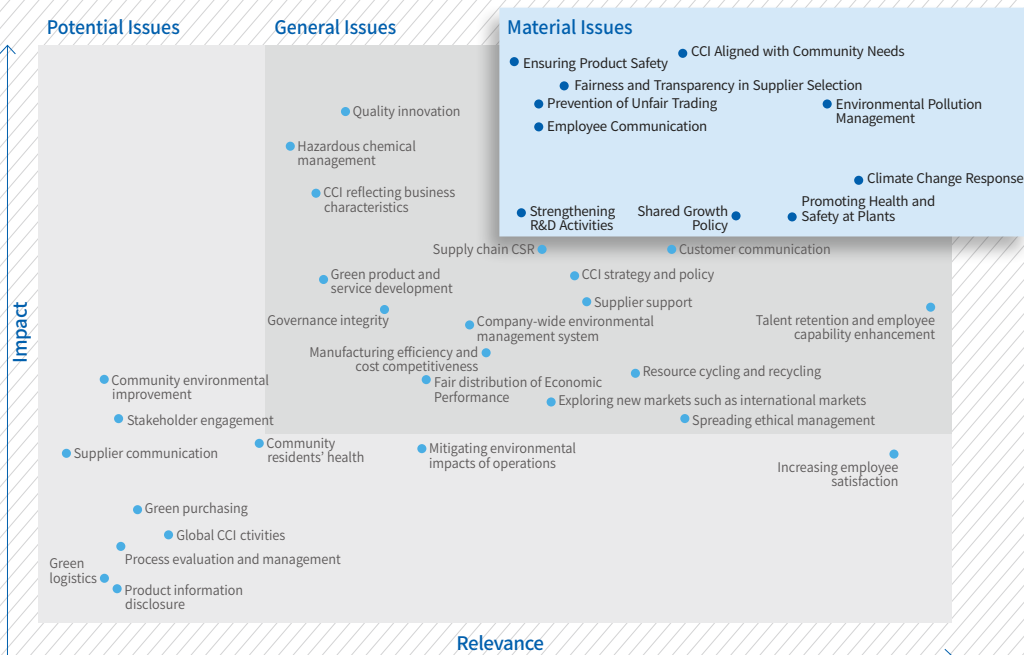 Potential Issues
General Issues
Material Issues
CCI Aligned with Community Needs
Ensuring Product Safety
Fairness and Transparency in Supplier Selection
Prevention of Unfair Trading
Environmental Pollution
Management
Employee Communication
Quality innovation
Hazardous chemical
management
CCI reflecting business
characteristics
Climate Change Response
Promoting Health and
Safety at Plants
Strengthening
R&D Activities
Shared Growth
Policy
Supply chain CSR
Customer communication
Green product and
service development
CCI strategy and policy
Supplier support
Governance integrity
Company-wide environmental
management system
Talent retention and employee
capability enhancement
Manufacturing efficiency and
cost competitiveness
Resource cycling and recycling
Community environmental
improvement
Fair distribution of Economic
Performance
Exploring new markets such as international markets
Stakeholder engagement
Spreading ethical management
Supplier communication
Community
residents' health
Mitigating environmental
impacts of operations
Increasing employee
satisfaction
Green purchasing
Global CCI ctivities
Process evaluation and management
Green
logistics
Product information
disclosure
Impact
Relevance